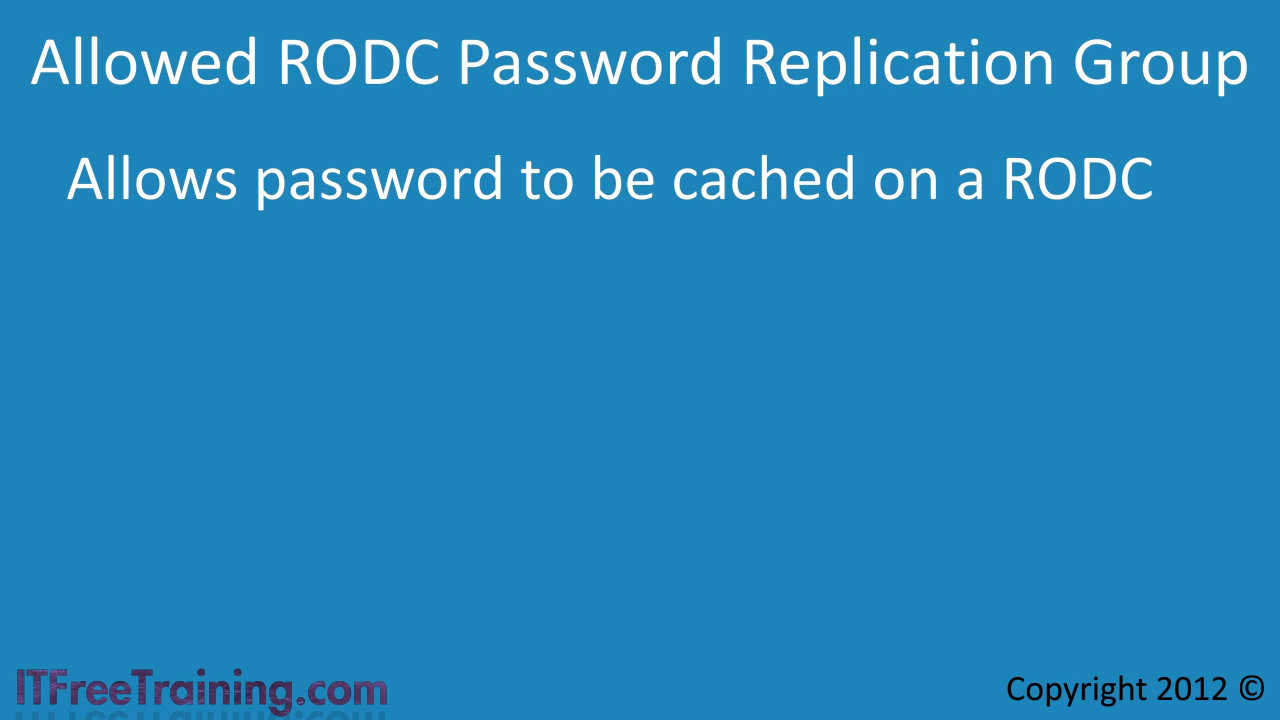 Allowed RODC Password Replication Group
Allows password to be cached on a RODC
ITFreeTraining.com
Copyright 2012 ©